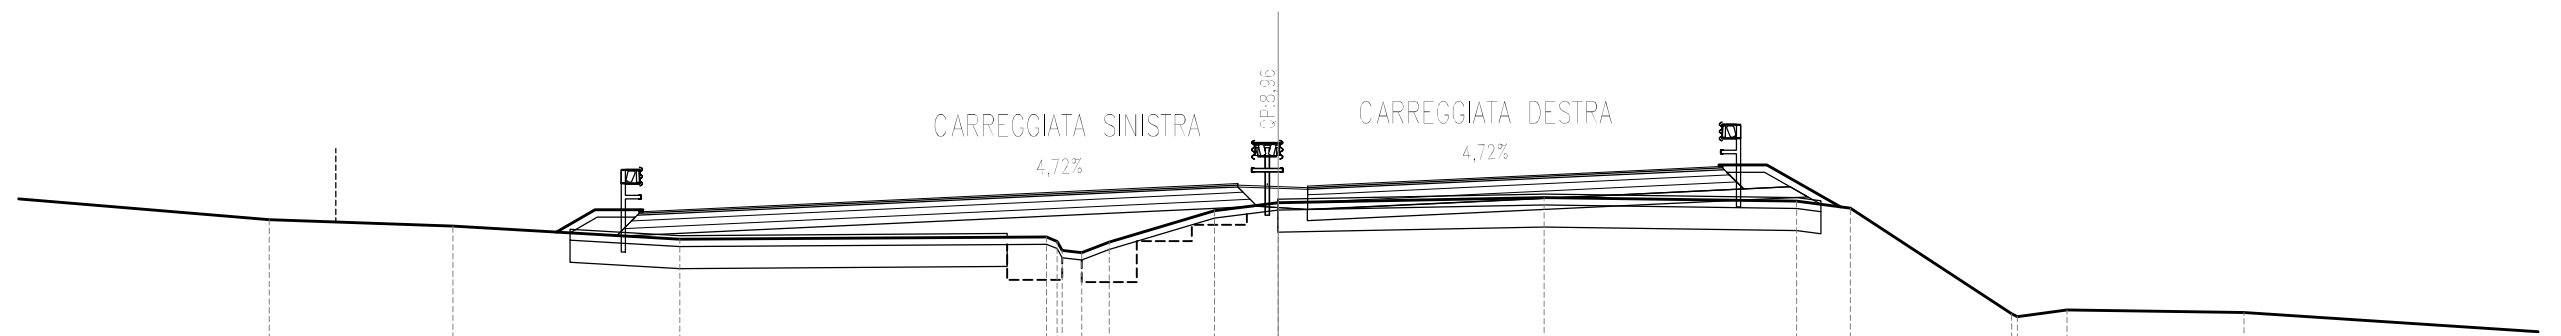 CARREGGIATA SINISTRA
4,72%
QP:8.96
CARREGGIATA DESTRA
4,72%